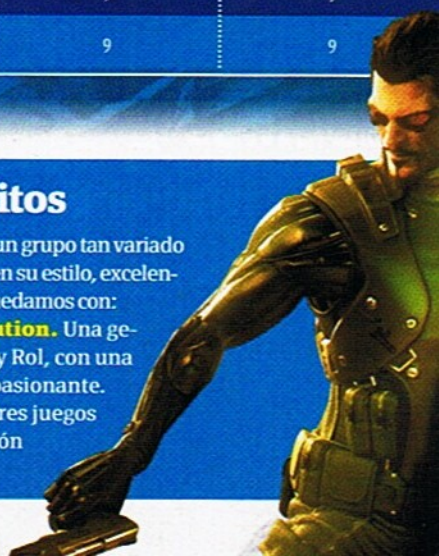 9 9
itos
un grupo tan variado
en su estilo, excelen-
edamos con:
ution. Una ge-
y Rol, con una
pasionante.
res juegos
ón